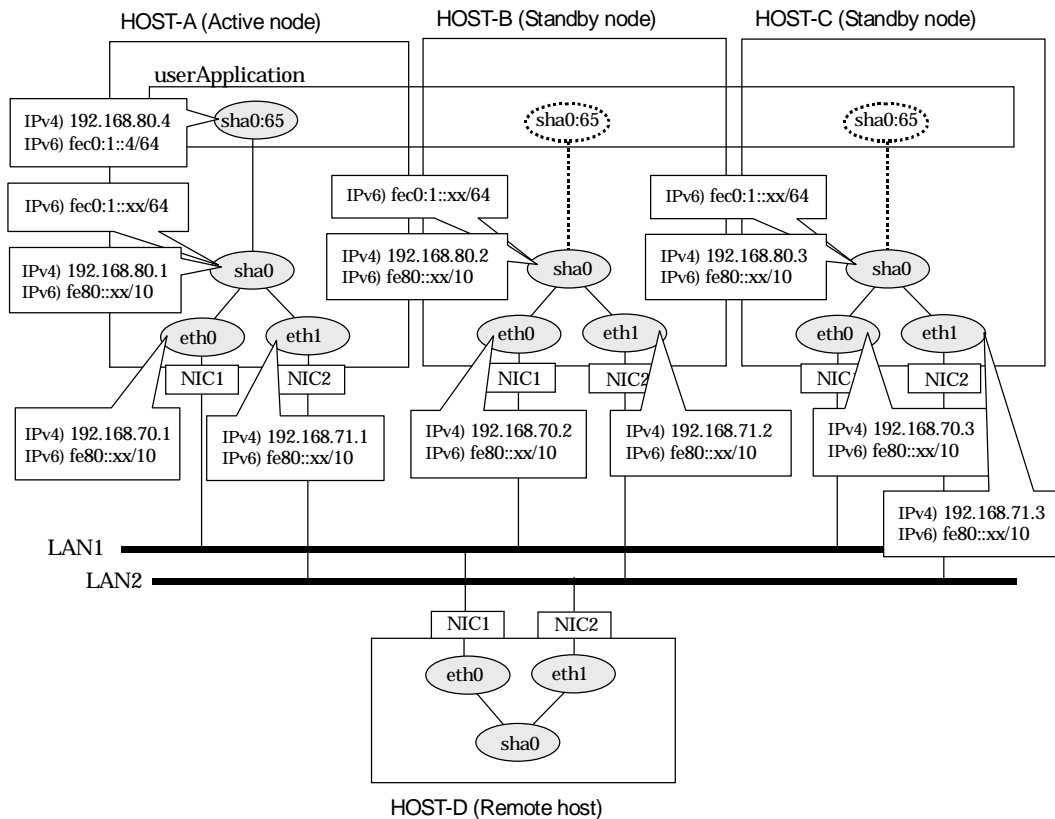 HOST-A (Active node)
HOST-B (Standby node)
HOST-C (Standby node)
userApplication
IPv4) 192.168.80.4
IPv6) fec0:1::4/64
sha0:65
sha0:65
sha0:65
IPv6) fec0:1::xx/64
IPv6) fec0:1::xx/64
IPv6) fec0:1::xx/64
IPv4) 192.168.80.1
IPv6) fe80::xx/10
sha0
IPv4) 192.168.80.2
IPv6) fe80::xx/10
sha0
IPv4) 192.168.80.3
IPv6) fe80::xx/10
sha0
eth0
eth1
eth0
eth1
eth0
eth1
NIC1
NIC2
NIC1
NIC2
NIC
NIC2
IPv4) 192.168.70.1
IPv6) fe80::xx/10
IPv4) 192.168.71.1
IPv6) fe80::xx/10
IPv4) 192.168.70.2
IPv6) fe80::xx/10
IPv4) 192.168.71.2
IPv6) fe80::xx/10
IPv4) 192.168.70.3
IPv6) fe80::xx/10
IPv4) 192.168.71.3
IPv6) fe80::xx/10
LAN1
LAN2
NIC1
NIC2
eth0
eth1
sha0
HOST-D (Remote host)